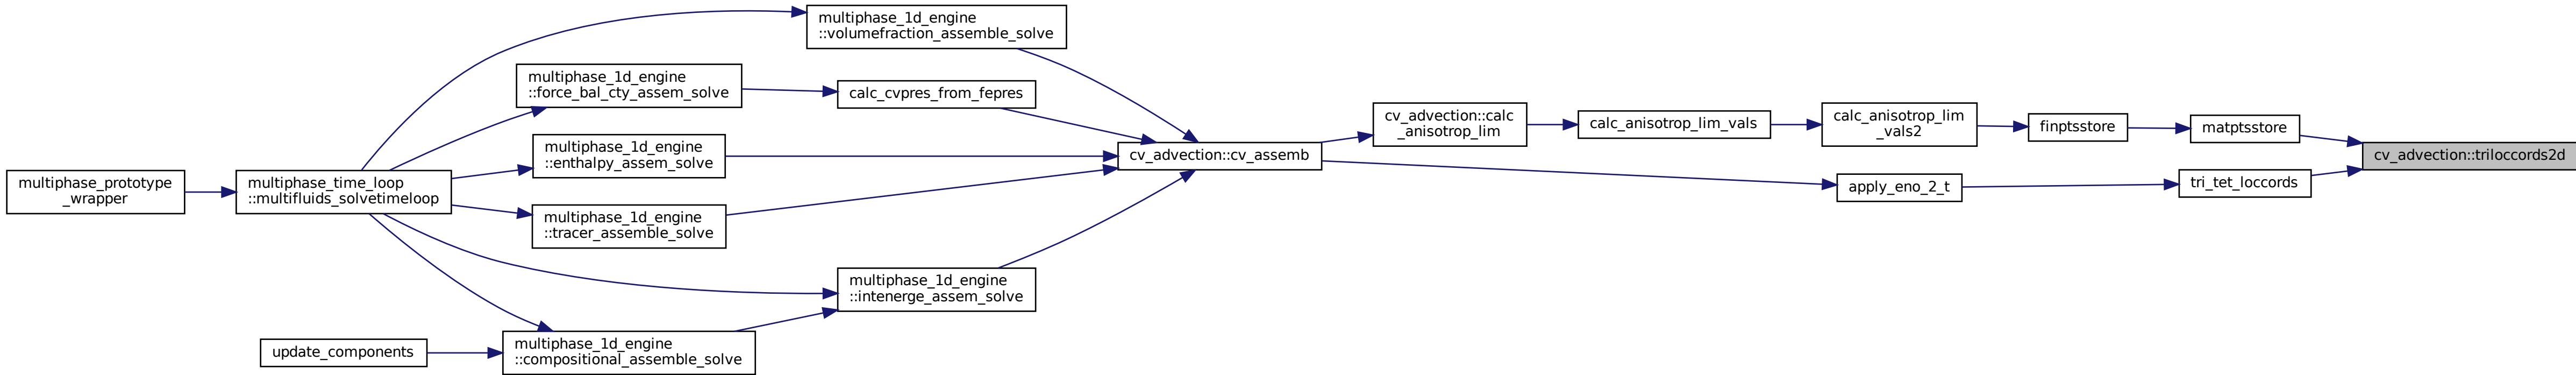 multiphase_prototype
_wrapper
multiphase_time_loop
::multifluids_solvetimeloop
update_components
multiphase_1d_engine
::volumefraction_assemble_solve
multiphase_1d_engine
::force_bal_cty_assem_solve
calc_cvpres_from_fepres
multiphase_1d_engine
::enthalpy_assem_solve
multiphase_1d_engine
::tracer_assemble_solve
multiphase_1d_engine
::intenerge_assem_solve
multiphase_1d_engine
::compositional_assemble_solve
cv_advection::cv_assemb
cv_advection::calc
_anisotrop_lim
calc_anisotrop_lim_vals
calc_anisotrop_lim
_vals2
finptsstore
matptsstore
apply_eno_2_t
tri_tet_loccords
cv_advection::triloccords2d